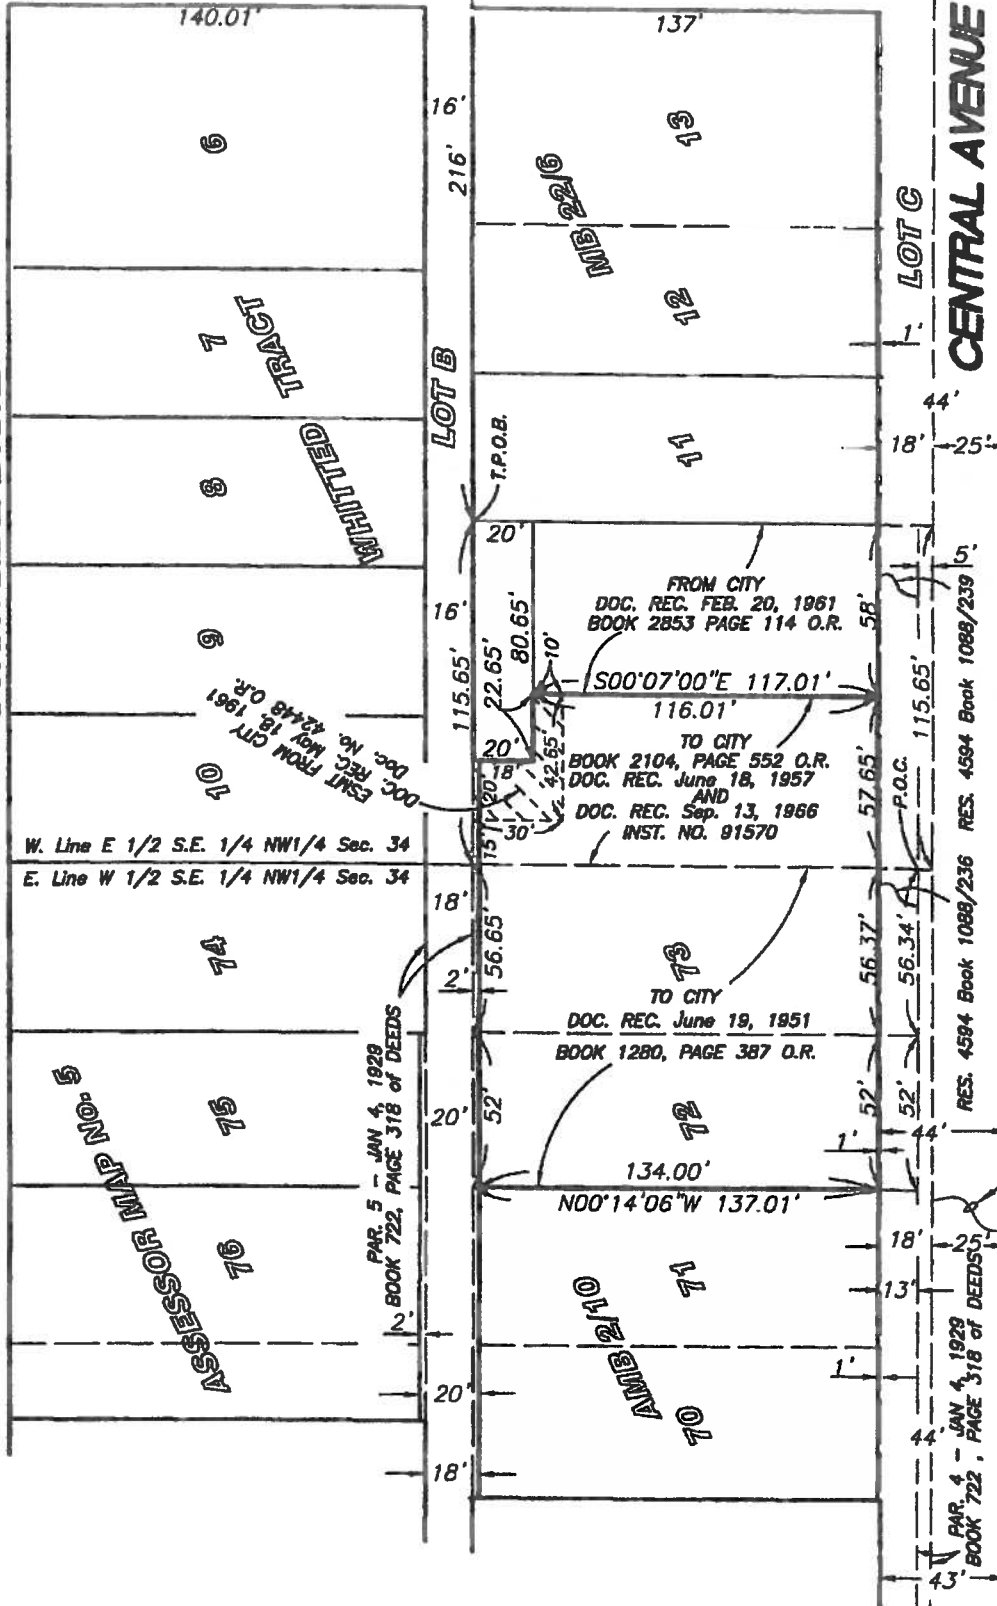 140.01'
137'
CENTRAL AVENUE
16'
216'
6
13
MB 22/6
LOT C
12
7
1'
WHITTED TRACT
LOT B
44'
18'
25'
11
8
T.P.O.B.
20'
5'
FROM CITY
DOC. REC. FEB. 20, 1961
BOOK 2853 PAGE 114 O.R.
58'
RES. 4594 Book 1088/239
16'
115.65'
22.65'
80.65'
10'
S00°07'00"E 117.01'
116.01'
115.65'
9
ESMT FROM CITY
DOC. REC. May 18, 1961
Doc. No. 42448 O.R.
TO CITY
BOOK 2104, PAGE 552 O.R.
DOC. REC. June 18, 1957
AND
DOC. REC. Sep. 13, 1966
INST. NO. 91570
57.65'
P.O.C.
20'
18'
42.65'
20'
30'
15'
10
W. Line E 1/2 S.E. 1/4 NW1/4 Sec. 34
E. Line W 1/2 S.E. 1/4 NW1/4 Sec. 34
18'
56.65'
56.37'
56.34'
RES. 4594 Book 1088/236
74
73
2'
TO CITY
DOC. REC. June 19, 1951
BOOK 1280, PAGE 387 O.R.
PAR. 5 - JAN 4, 1929
BOOK 722, PAGE 318 of DEEDS
75
20'
52'
72
52'
52'
1'
44'
134.00'
N00°14'06"W 137.01'
ASSESSOR MAP No. 5
76
71
18'
25'
13'
2'
AMB 2/10
1'
20'
70
44'
18'
PAR. 4 - JAN 4, 1929
BOOK 722, PAGE 318 of DEEDS
43'